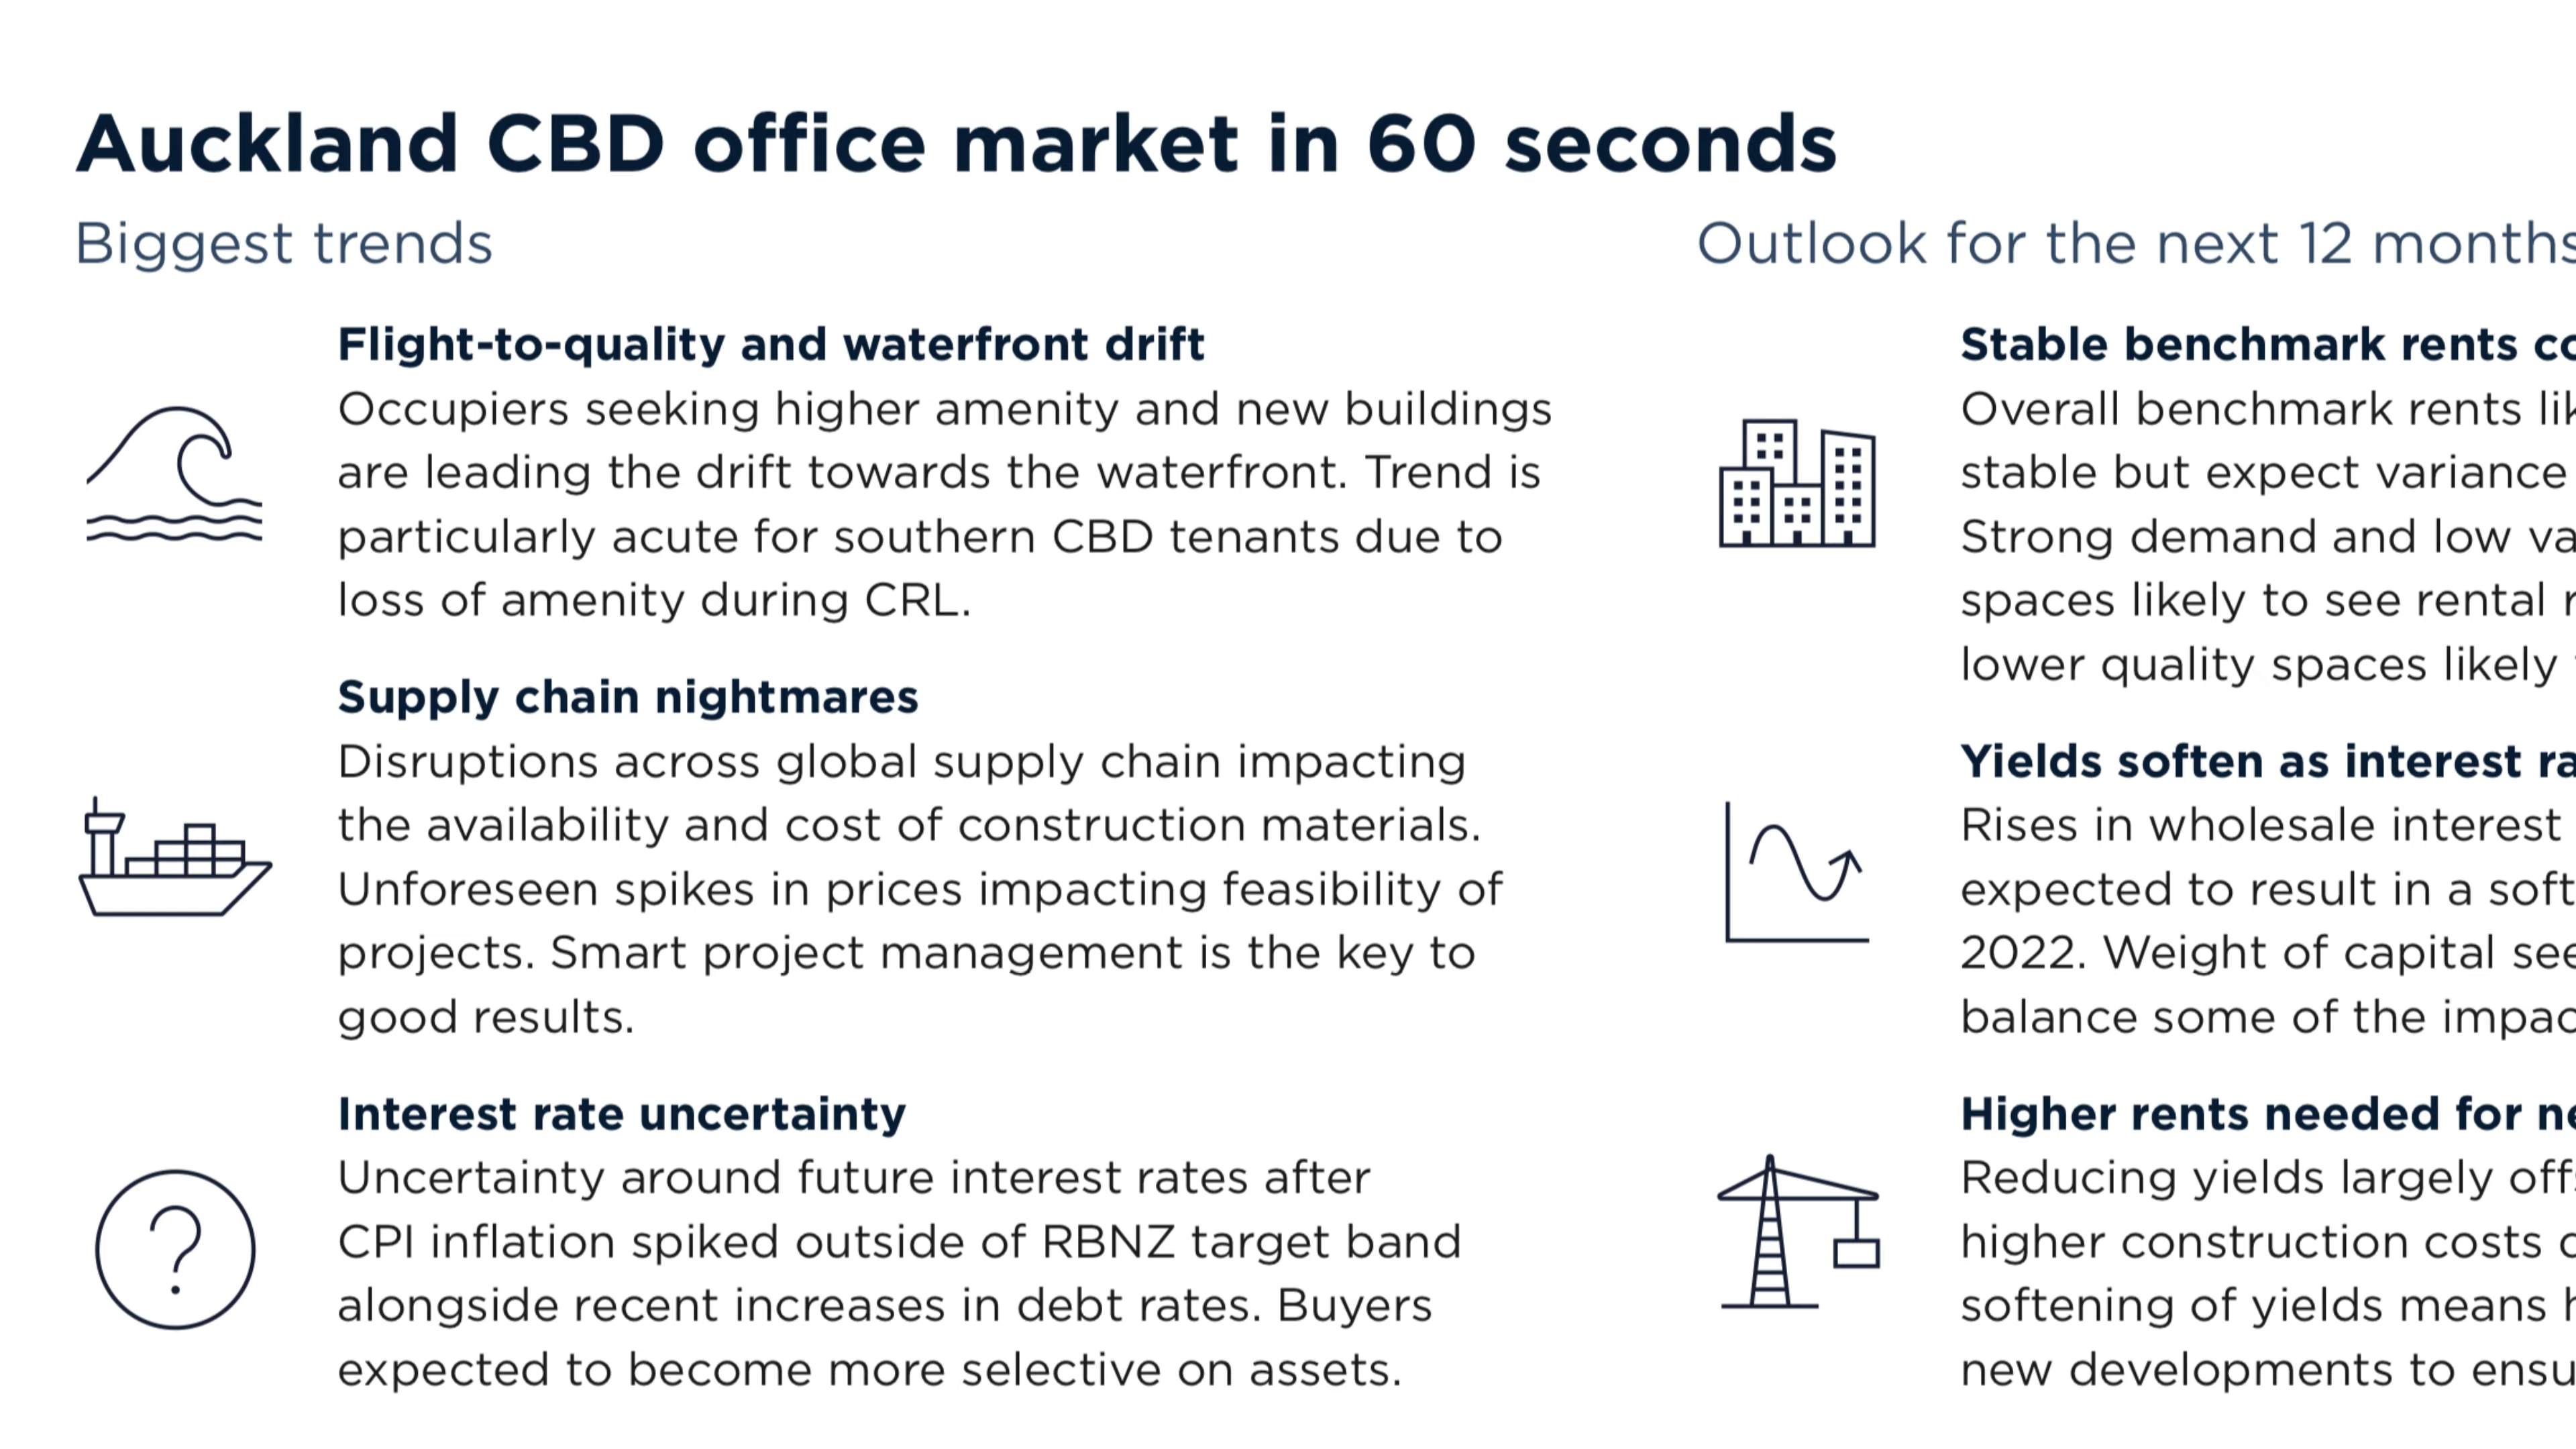 Auckland CBD office market in 60 seconds
Biggest trends
Flight-to-quality and waterfront drift
Occupiers seeking higher amenity and new buildings
are leading the drift towards the waterfront. Trend is
particularly acute for southern CBD tenants due to
loss of amenity during CRL.
Supply chain nightmares
Disruptions across global supply chain impacting
the availability and cost of construction materials.
Unforeseen spikes in prices impacting feasibility of
projects. Smart project management is the key to
good results.
Interest rate uncertainty
Uncertainty around future interest rates after
CPI inflation spiked outside of RBNZ target band
alongside recent increases in debt rates. Buyers
expected to become more selective on assets.
Outlook for the next 12 months
Stable benchmark rents
Overall benchmark rents
stable but expect variance
Strong demand and low
spaces likely to see rental
lower quality spaces likely
Yields soften as interest
Rises in wholesale interest
expected to result in a
2022. Weight of capital
balance some of the
Higher rents needed for
Reducing yields largely
higher construction costs
softening of yields means
new developments to